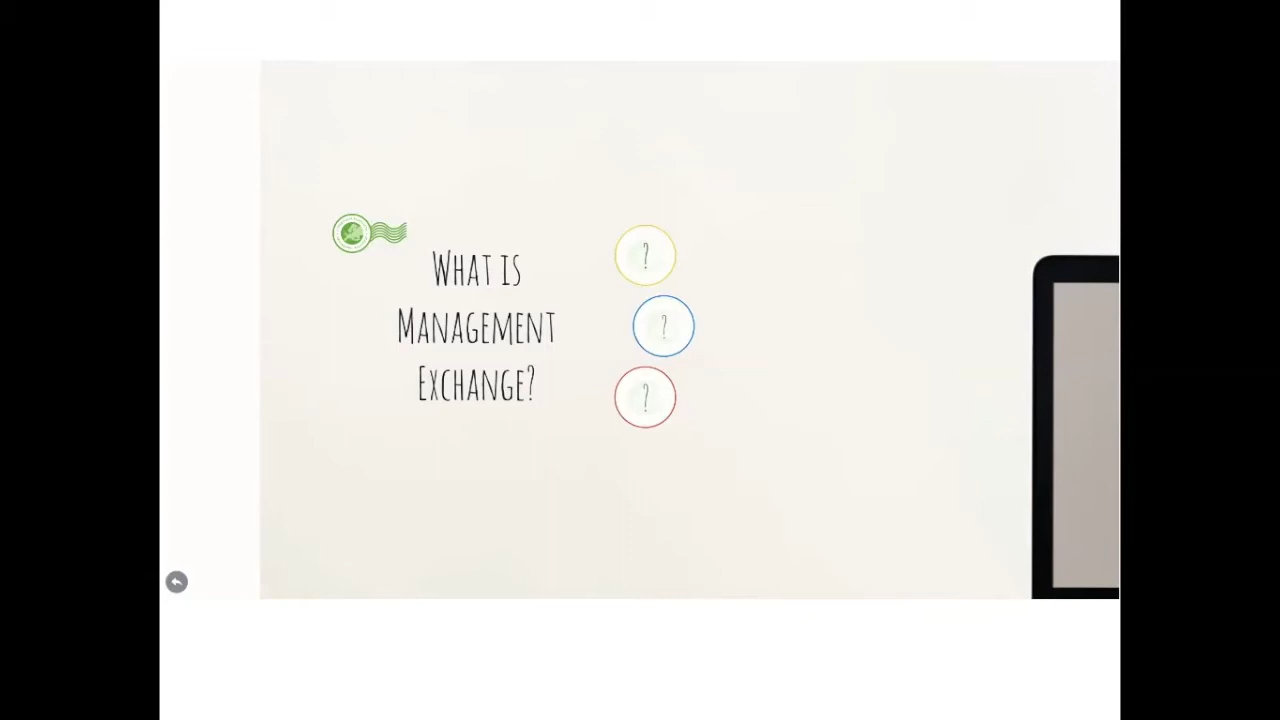 What is
Management
Exchange?
?
?
?